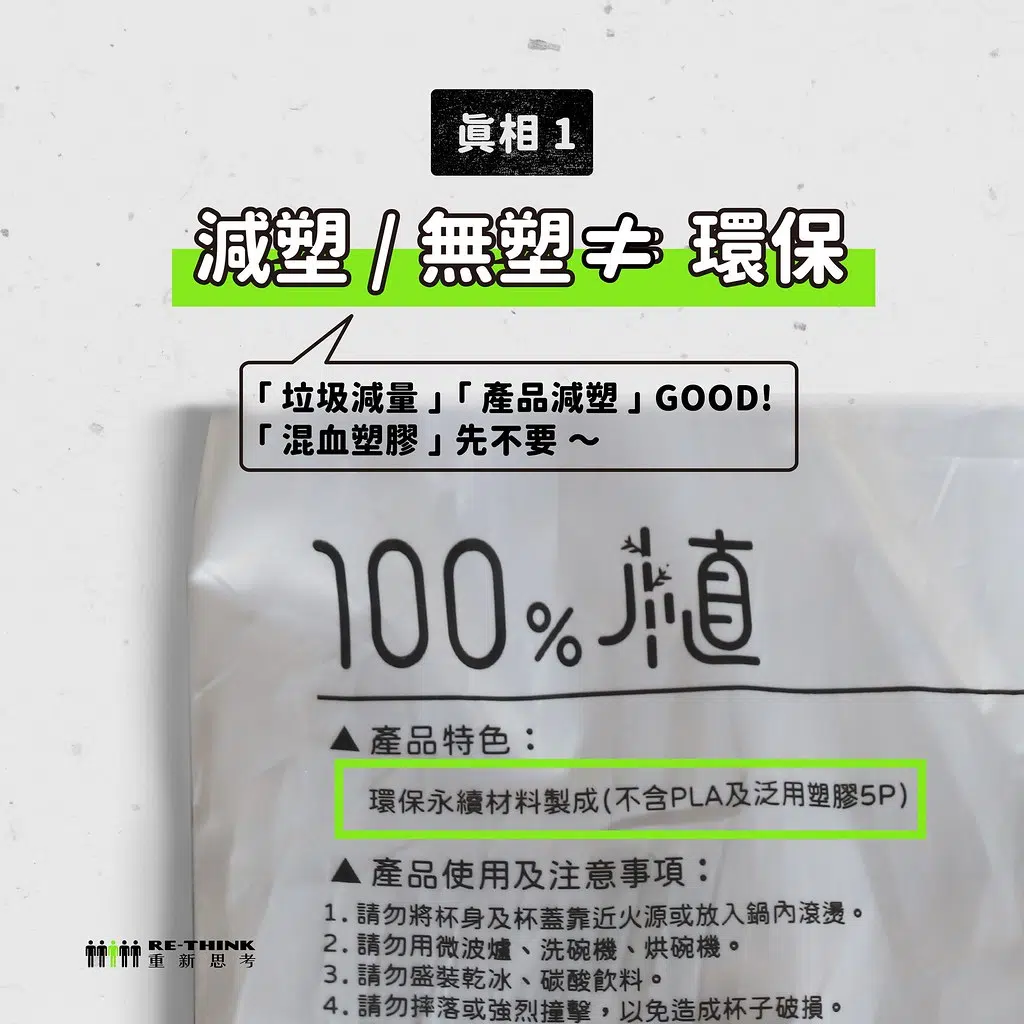 眞相 1
減塑 / 無塑 ≠ 環保
「垃圾減量」「產品減塑」GOOD!
「混血塑膠」先不要～
100%植
▲產品特色：
環保永續材料製成(不含PLA及泛用塑膠5P)
▲產品使用及注意事項：
1. 請勿將杯身及杯蓋靠近火源或放入鍋內滾燙。
2. 請勿用微波爐、洗碗機、烘碗機。
3. 請勿盛裝乾冰、碳酸飲料。
4. 請勿摔落或強烈撞擊，以免造成杯子破損。
RE-THINK
重新思考